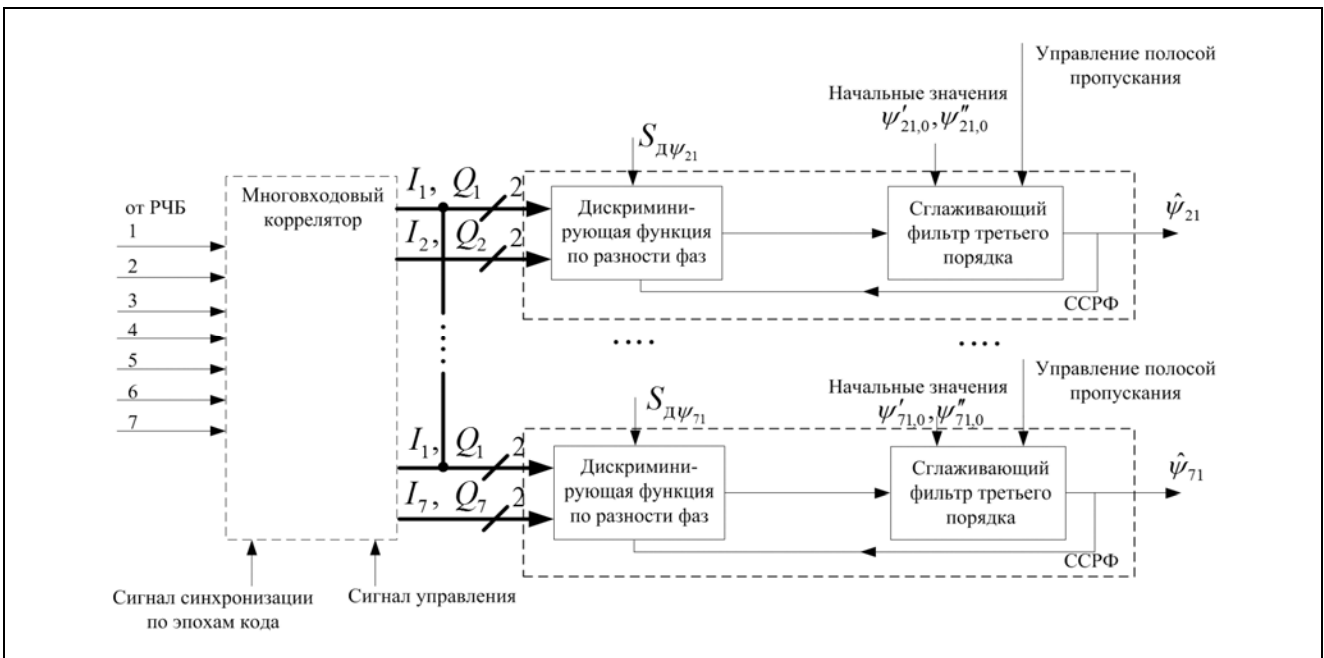 Управление полосой
пропускания
Начальные значения
ψ′21,0, ψ″21,0
Sдψ21
Многовходовый
коррелятор
I1, Q1 2
I2, Q2 2
от РЧБ
1
2
3
4
5
6
7
Дискримини-
рующая функция
по разности фаз
Сглаживающий
фильтр третьего
порядка
ψ̂21
ССРФ
....
....
Управление полосой
пропускания
Начальные значения
ψ′71,0, ψ″71,0
Sдψ71
I1, Q1 2
I7, Q7 2
Дискримини-
рующая функция
по разности фаз
Сглаживающий
фильтр третьего
порядка
ψ̂71
ССРФ
Сигнал синхронизации
по эпохам кода
Сигнал управления